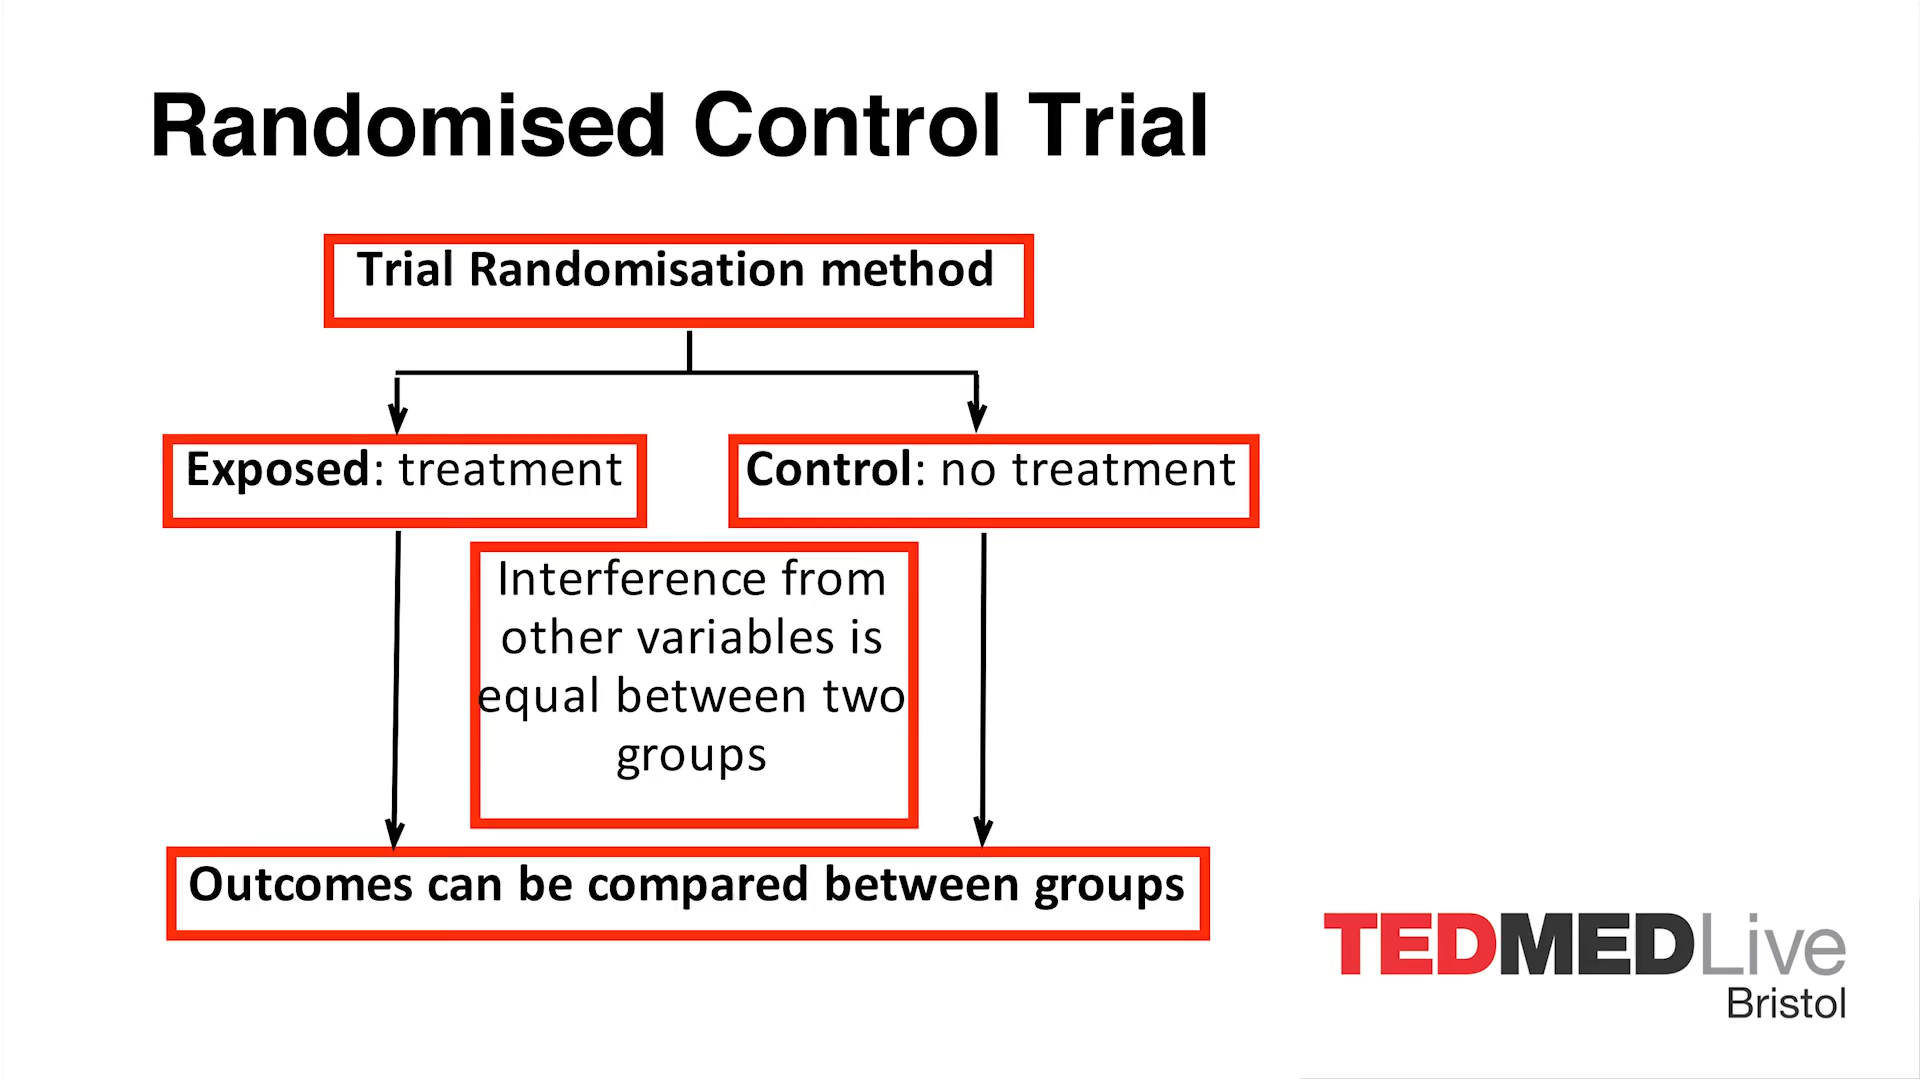 Randomised Control Trial
Trial Randomisation method
Exposed: treatment
Control: no treatment
Interference from
other variables is
equal between two
groups
Outcomes can be compared between groups
TEDMEDLive
Bristol